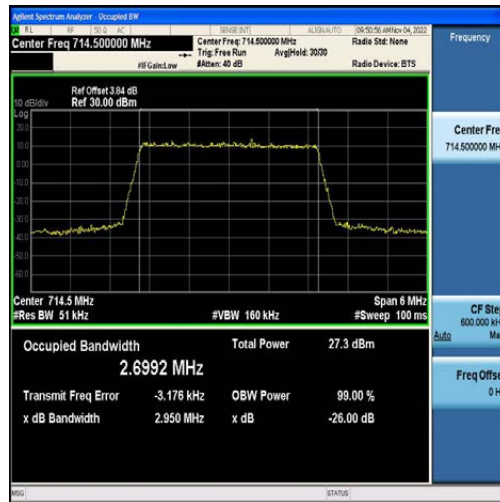 Agilent Spectrum Analyzer - Occupied BW
RL RF 50 Ω AC SENSE:INT ALIGNAUTO 09:50:56 AM Nov 04, 2022
Center Freq 714.500000 MHz
Center Freq: 714.500000 MHz
Radio Std: None
Trig: Free Run Avg|Hold: 30/30
#IFGain:Low #Atten: 40 dB Radio Device: BTS
Frequency
Ref Offset 3.84 dB
10 dB/div Ref 30.00 dBm
Log
20.0
10.0
0.00
-10.0
-20.0
-30.0
-40.0
-50.0
-60.0
Center Fre
714.500000 MH
Center 714.5 MHz Span 6 MHz
#Res BW 51 kHz #VBW 160 kHz #Sweep 100 ms
CF Ste
600.000 kH
Auto Ma
Occupied Bandwidth Total Power 27.3 dBm
2.6992 MHz
Transmit Freq Error -3.176 kHz OBW Power 99.00 %
x dB Bandwidth 2.950 MHz x dB -26.00 dB
Freq Offse
0 H
MSG STATUS